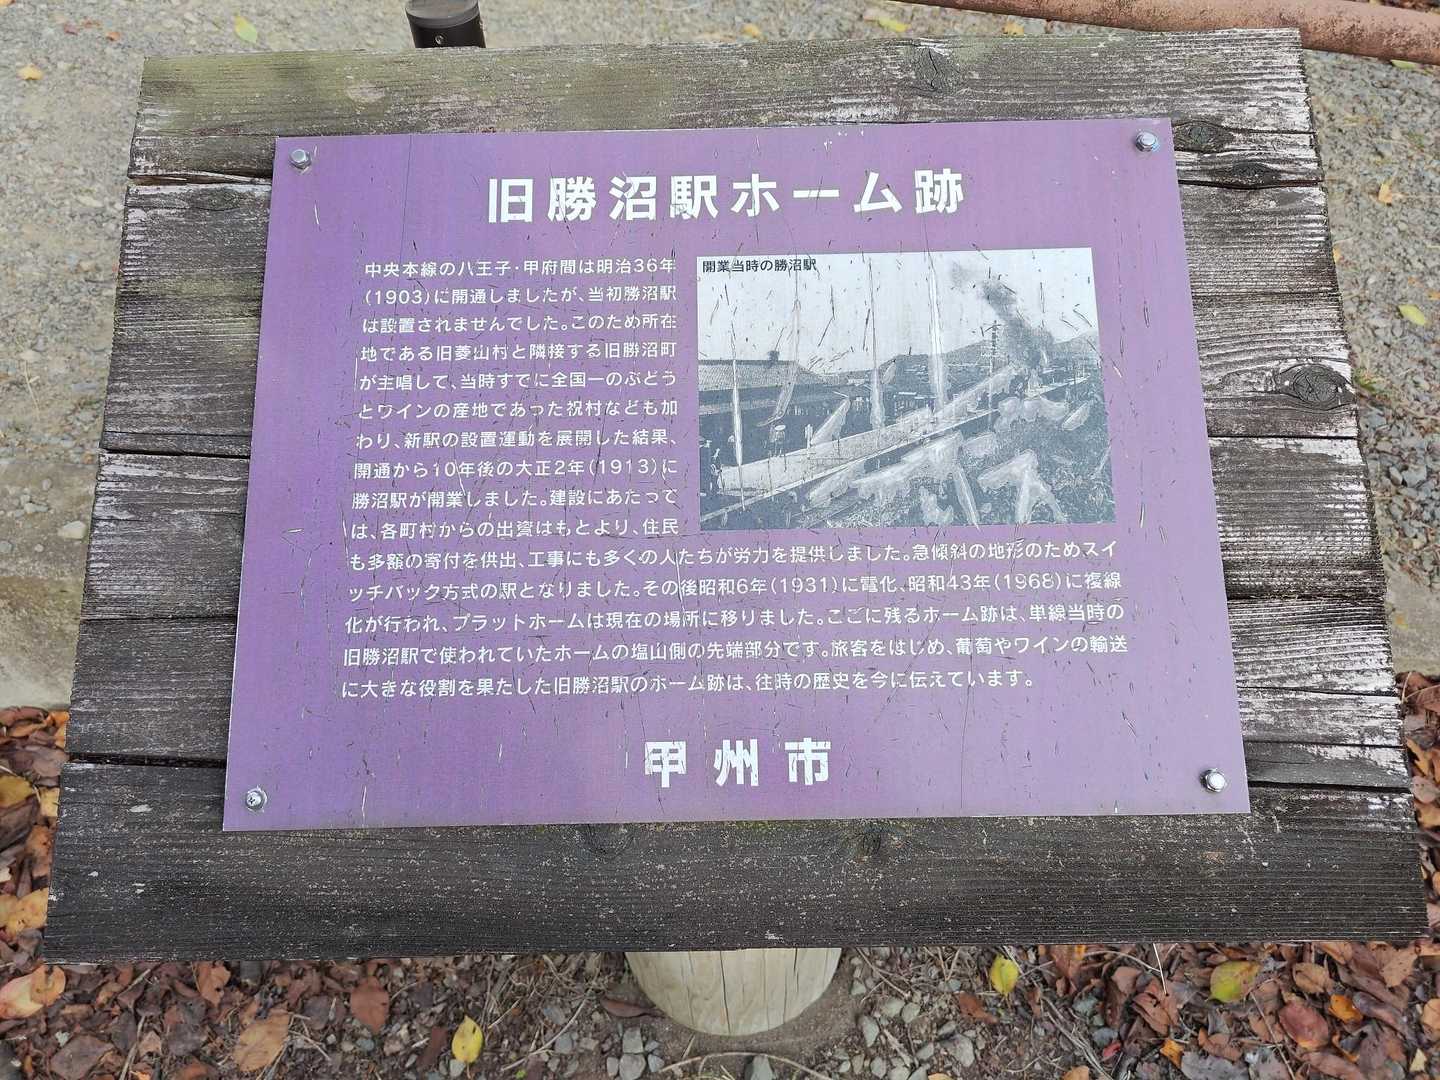 旧勝沼駅ホーム跡
中央本線の八王子・甲府間は明治36年
(1903)に開通しましたが、当初勝沼駅
は設置されませんでした。このため所在
地である旧菱山村と隣接する旧勝沼町
が主唱して、当時すでに全国一のぶどう
とワインの産地であった祝村なども加
わり、新駅の設置運動を展開した結果、
開通から10年後の大正2年(1913)に
勝沼駅が開業しました。建設にあたって
は、各町村からの出資はもとより、住民
も多額の寄付を供出、工事にも多くの人たちが労力を提供しました。急傾斜の地形のためスイ
ッチバック方式の駅となりました。その後昭和6年(1931)に電化、昭和43年(1968)に複線
化が行われ、プラットホームは現在の場所に移りました。ここに残るホーム跡は、単線当時の
旧勝沼駅で使われていたホームの塩山側の先端部分です。旅客をはじめ、葡萄やワインの輸送
に大きな役割を果たした旧勝沼駅のホーム跡は、往時の歴史を今に伝えています。
開業当時の勝沼駅
甲州市